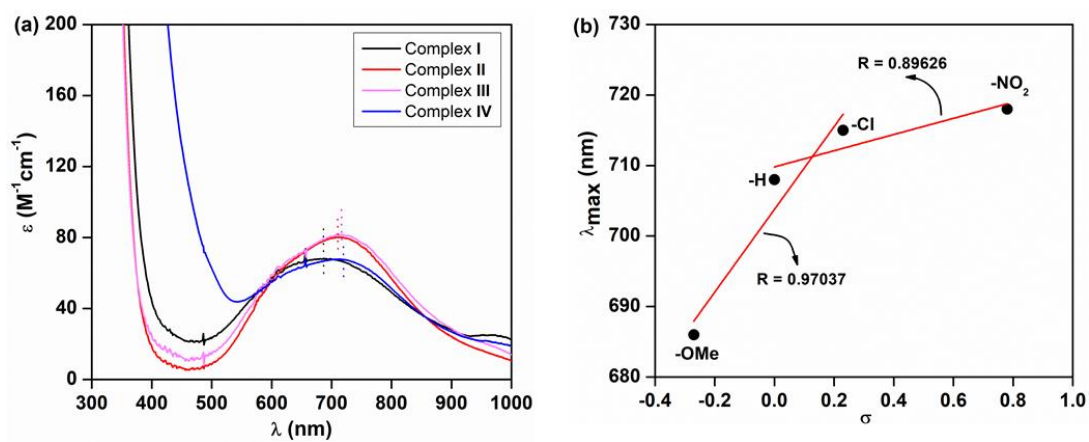 (a)
200
160
120
80
40
0
ε (M⁻¹cm⁻¹)
Complex I
Complex II
Complex III
Complex IV
300 400 500 600 700 800 900 1000
λ (nm)
(b)
730
720
710
700
690
680
λmax (nm)
R = 0.89626
-NO₂
-Cl
-H
R = 0.97037
-OMe
-0.4 -0.2 0.0 0.2 0.4 0.6 0.8 1.0
σ